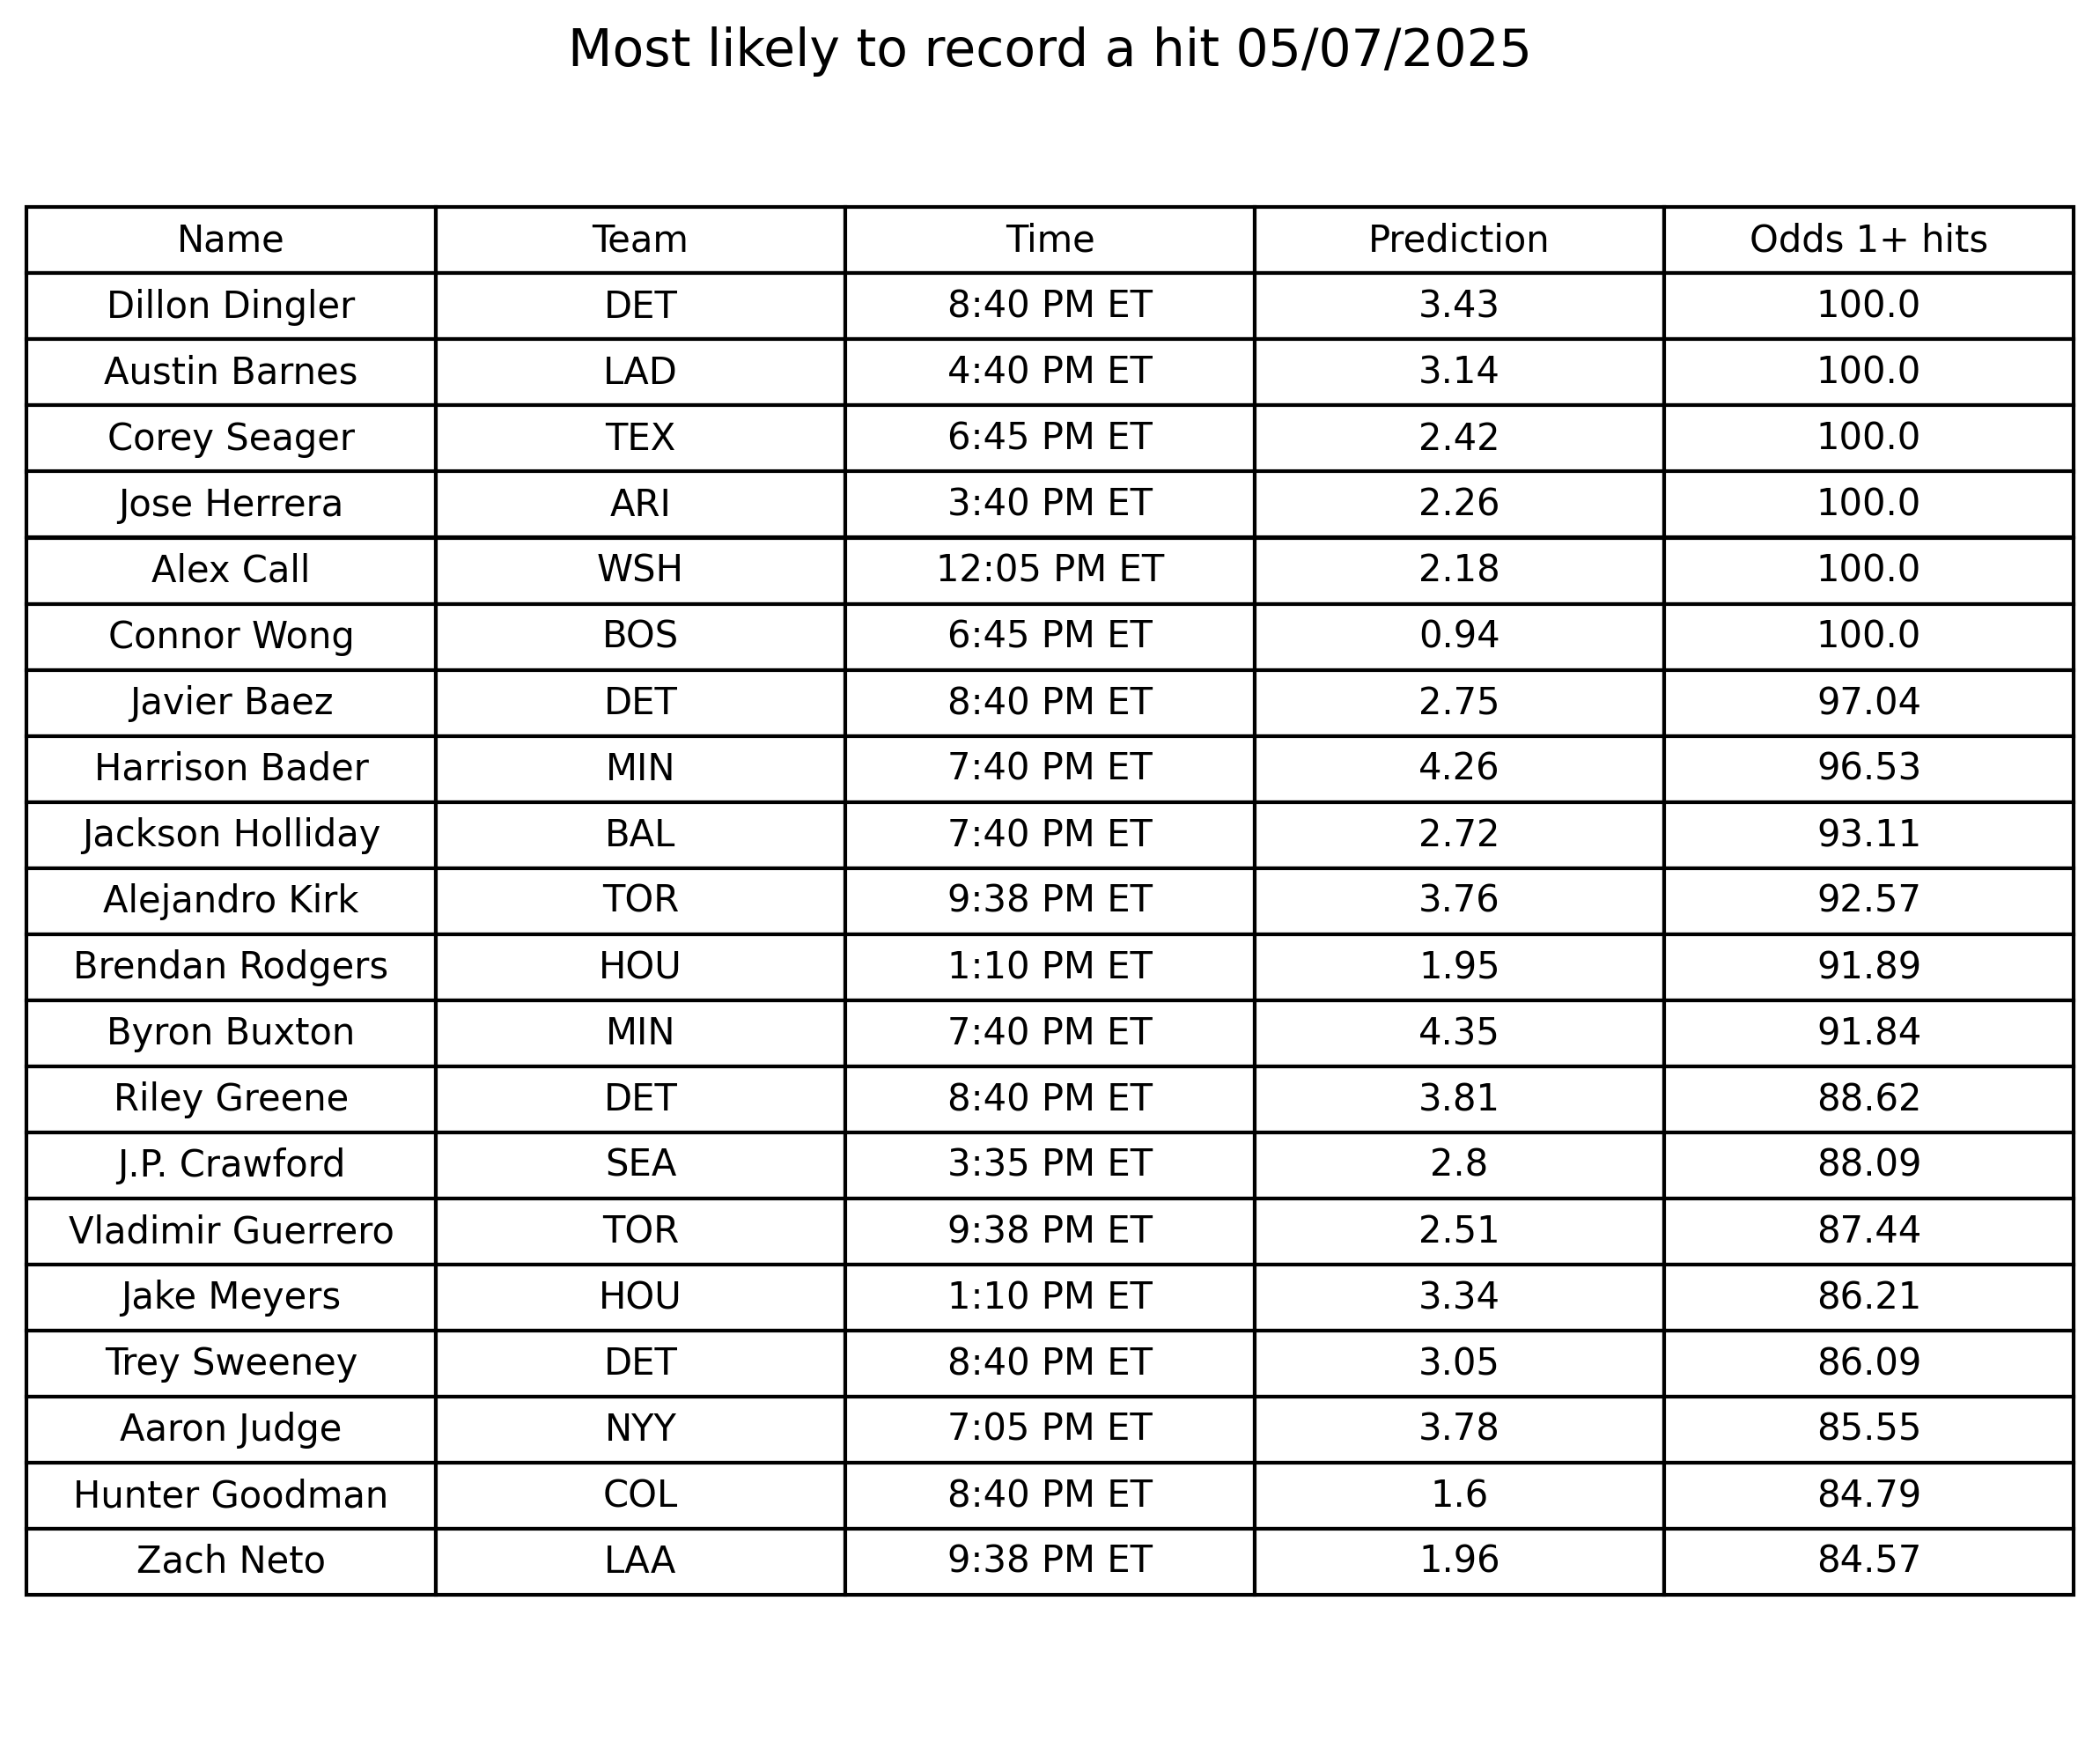 Most likely to record a hit 05/07/2025
Name Team Time Prediction Odds 1+ hits
Dillon Dingler DET 8:40 PM ET 3.43 100.0
Austin Barnes LAD 4:40 PM ET 3.14 100.0
Corey Seager TEX 6:45 PM ET 2.42 100.0
Jose Herrera ARI 3:40 PM ET 2.26 100.0
Alex Call WSH 12:05 PM ET 2.18 100.0
Connor Wong BOS 6:45 PM ET 0.94 100.0
Javier Baez DET 8:40 PM ET 2.75 97.04
Harrison Bader MIN 7:40 PM ET 4.26 96.53
Jackson Holliday BAL 7:40 PM ET 2.72 93.11
Alejandro Kirk TOR 9:38 PM ET 3.76 92.57
Brendan Rodgers HOU 1:10 PM ET 1.95 91.89
Byron Buxton MIN 7:40 PM ET 4.35 91.84
Riley Greene DET 8:40 PM ET 3.81 88.62
J.P. Crawford SEA 3:35 PM ET 2.8 88.09
Vladimir Guerrero TOR 9:38 PM ET 2.51 87.44
Jake Meyers HOU 1:10 PM ET 3.34 86.21
Trey Sweeney DET 8:40 PM ET 3.05 86.09
Aaron Judge NYY 7:05 PM ET 3.78 85.55
Hunter Goodman COL 8:40 PM ET 1.6 84.79
Zach Neto LAA 9:38 PM ET 1.96 84.57